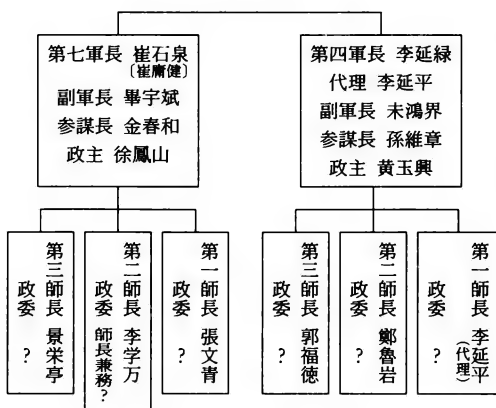 第七軍長 崔石泉
〔崔庸健〕
副軍長 畢宇斌
参謀長 金春和
政主 徐鳳山
第四軍長 李延緑
代理 李延平
副軍長 未鴻界
参謀長 孫維章
政主 黄玉興
第一師長 張文青
政委 ?
第二師長 李学万
政委 師長兼務?
第三師長 景栄亭
政委 ?
第一師長 李延平
(代理)
政委 ?
第二師長 鄭魯岩
政委 ?
第三師長 郭福徳
政委 ?